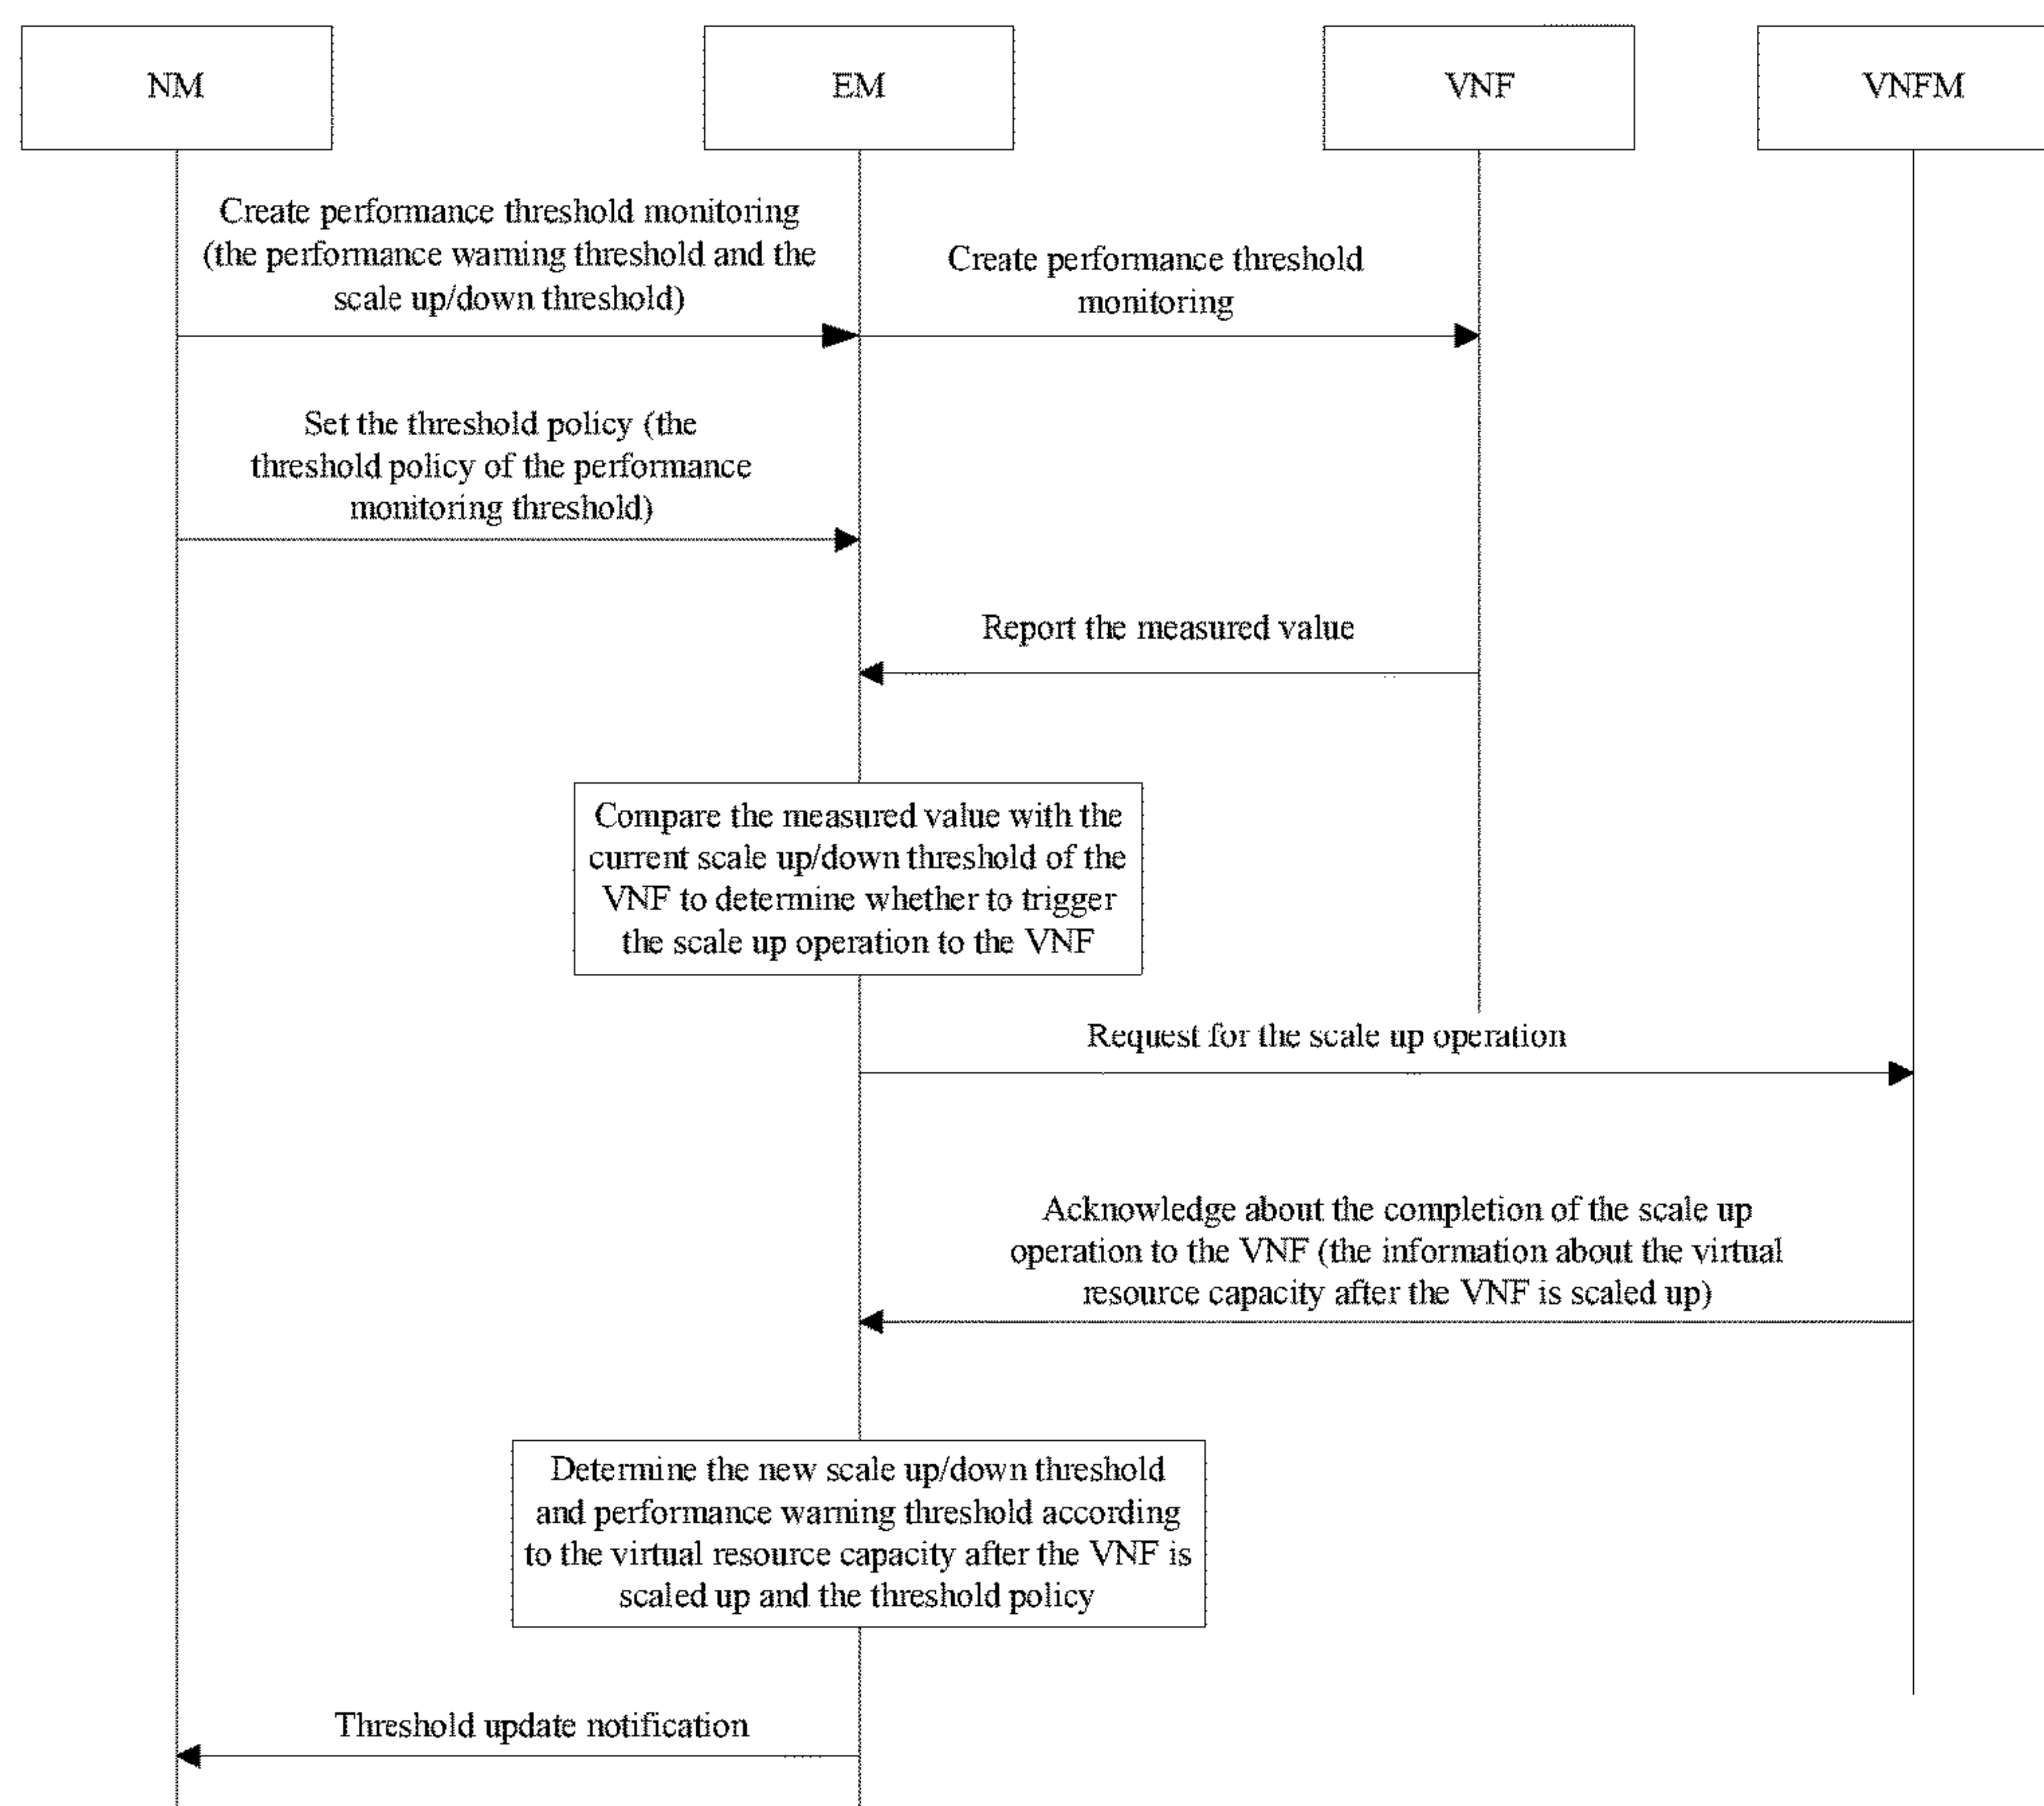 NM
EM
VNF
VNFM
Create performance threshold monitoring
(the performance warning threshold and the
scale up/down threshold)
Create performance threshold
monitoring
Set the threshold policy (the
threshold policy of the performance
monitoring threshold)
Report the measured value
Compare the measured value with the
current scale up/down threshold of the
VNF to determine whether to trigger
the scale up operation to the VNF
Request for the scale up operation
Acknowledge about the completion of the scale up
operation to the VNF (the information about the virtual
resource capacity after the VNF is scaled up)
Determine the new scale up/down threshold
and performance warning threshold according
to the virtual resource capacity after the VNF is
scaled up and the threshold policy
Threshold update notification